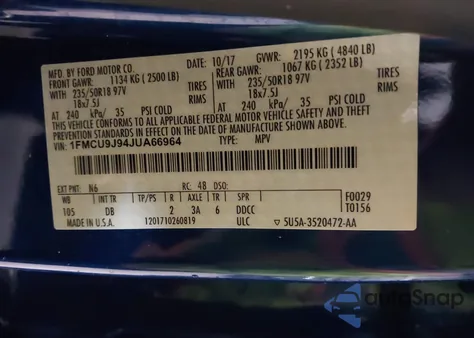 MFD. BY FORD MOTOR CO. 10/17 GVWR: 2195 KG ( 4840 LB)
FRONT GAWR: 1134 KG ( 2500 LB) REAR GAWR: 1067 KG ( 2352 LB)
WITH 235/50R18 97V TIRES WITH 235/50R18 97V TIRES
18x7.5J 18x7.5J
AT 240 kPa/ 35 PSI COLD AT 240 kPa/ 35 PSI COLD
THIS VEHICLE CONFORMS TO ALL APPLICABLE FEDERAL MOTOR VEHICLE SAFETY
AND THEFT PREVENTION STANDARDS IN EFFECT ON THE DATE OF MANUFACTURE SHOWN ABOVE.
VIN: 1FMCU9J94JUA66964 TYPE: MPV
EXT PNT: N6 RC: 48 DSO: F0029
WB BRK INT TR TP/PS R AXLE TR SPR T0156
105 DB 2 3A 6 DDCC
MADE IN U.S.A. 1201710260819 ULC ▽ 5U5A-3520472-AA
autoSnap